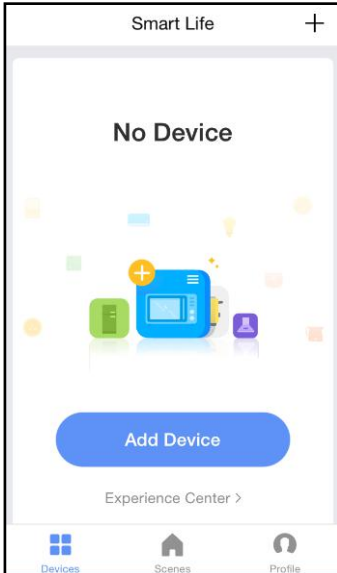 Smart Life +
No Device
Add Device
Experience Center >
Devices Scenes Profile